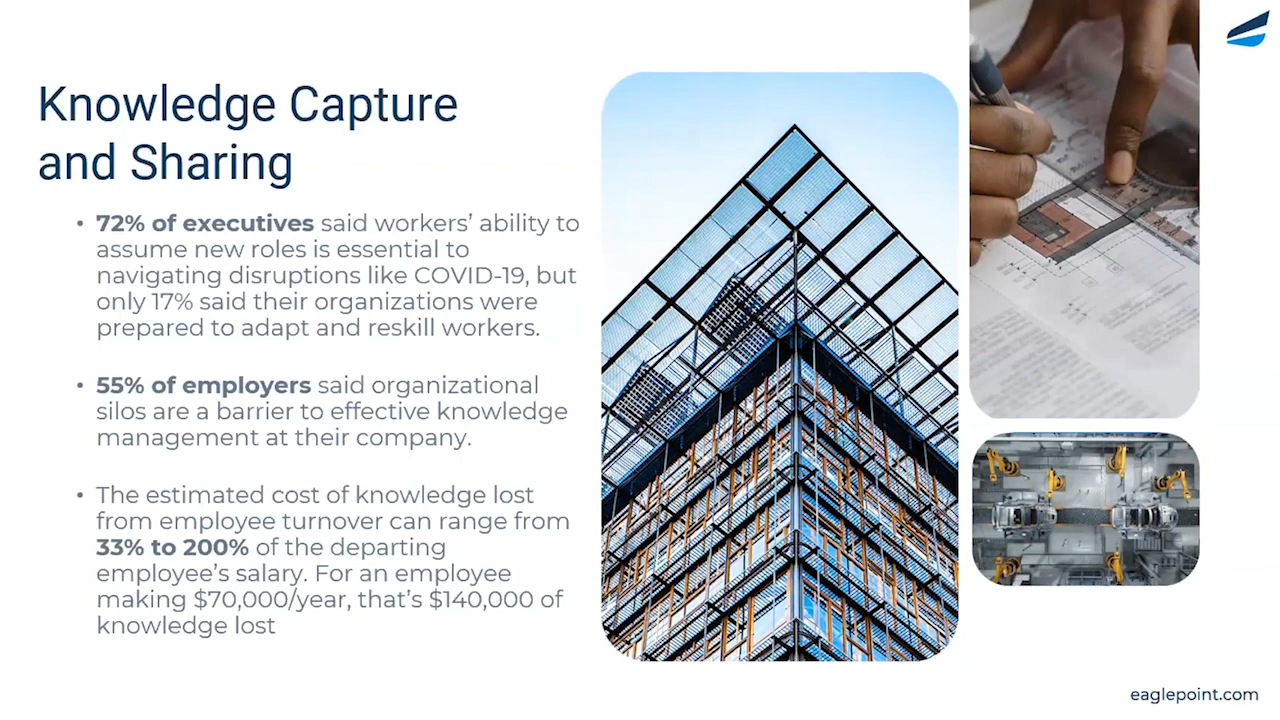 Knowledge Capture
and Sharing
• 72% of executives said workers’ ability to
assume new roles is essential to
navigating disruptions like COVID-19, but
only 17% said their organizations were
prepared to adapt and reskill workers.
• 55% of employers said organizational
silos are a barrier to effective knowledge
management at their company.
• The estimated cost of knowledge lost
from employee turnover can range from
33% to 200% of the departing
employee’s salary. For an employee
making $70,000/year, that’s $140,000 of
knowledge lost
eaglepoint.com